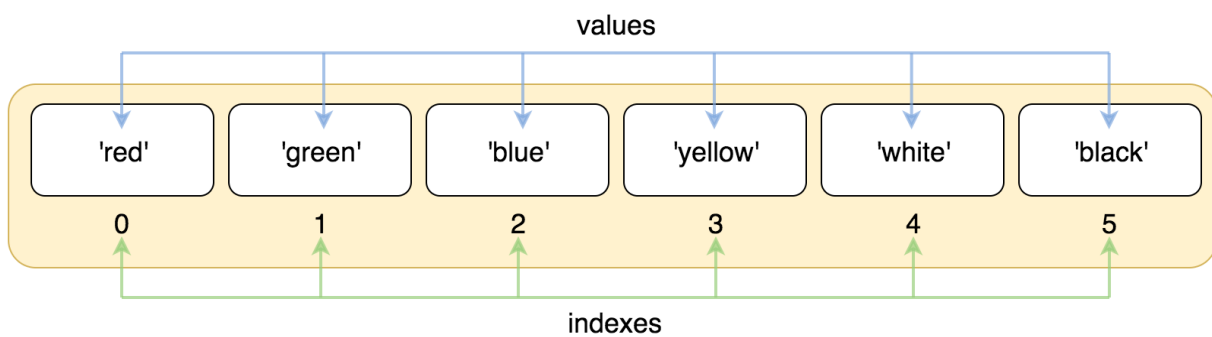 values
'red' 'green' 'blue' 'yellow' 'white' 'black'
0 1 2 3 4 5
indexes